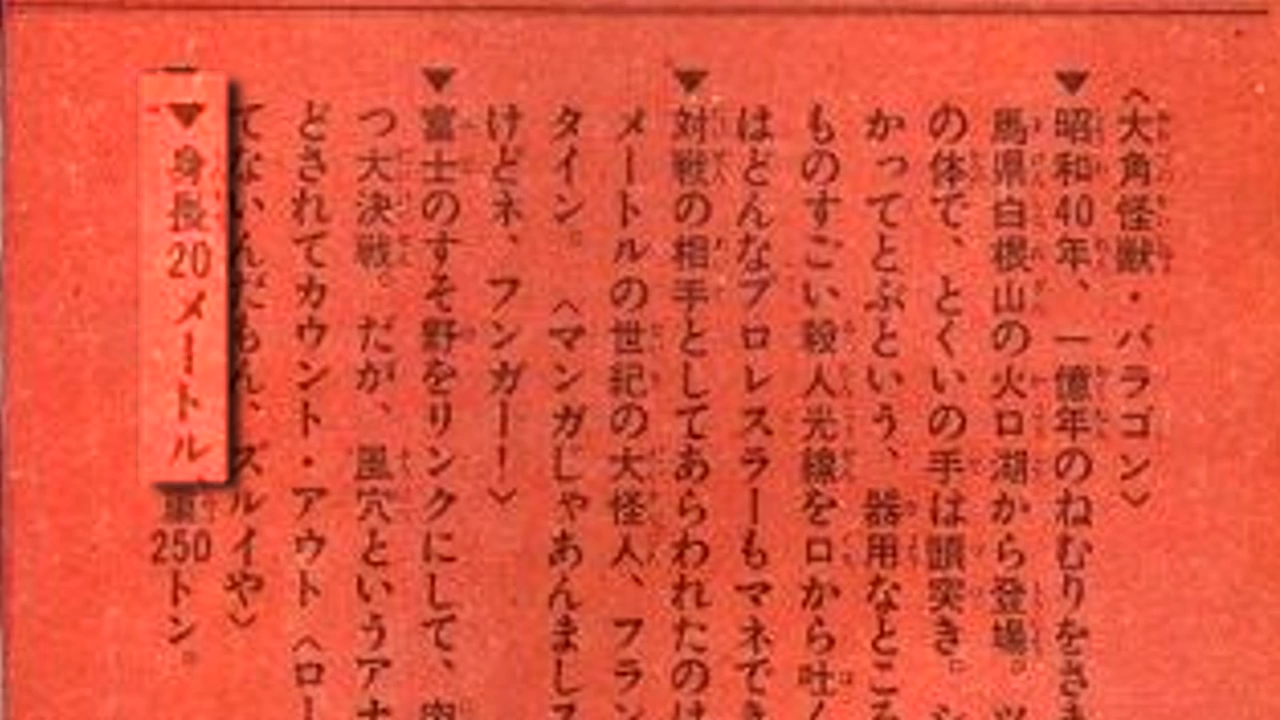 〈大角怪獣・バラゴン〉
▼昭和40年、一億年のねむりをさま
馬県白根山の火口湖から登場。ツ
の体で、とくいの手は頭突き。シ
かってとぶという、器用なところ
ものすごい殺人光線を口から吐く
はどんなプロレスラーもマネでき
▼対戦の相手としてあらわれたのは
メートルの世紀の大怪人、フラン
タイン。〈マンガじゃあんましス
けどネ、フンガー！〉
▼富士のすそ野をリンクにして、空
つ大決戦。だが、風穴というアナ
どされてカウント・アウト〈ロー
てないんだもん、ズルイや〉
▼身長20メートル
重250トン。